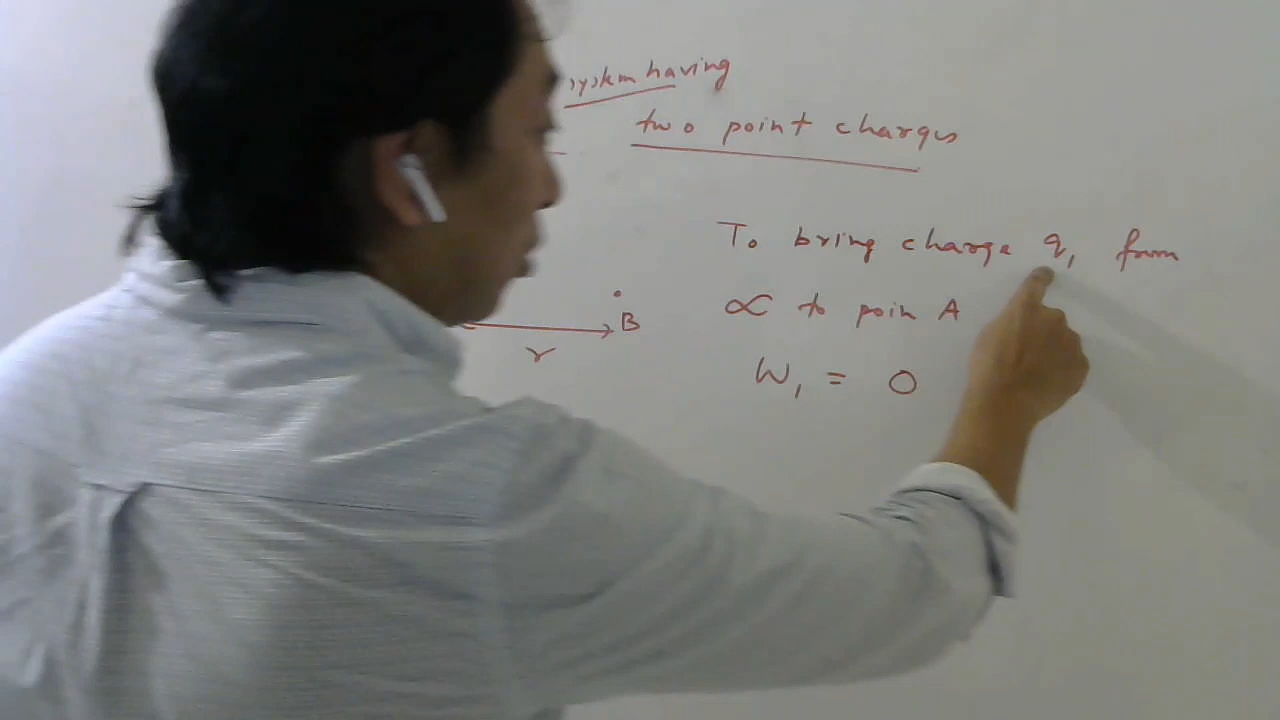 system having
two point charges
To bring charge q₁ from
∝ to poin A
B
r
W₁ = 0